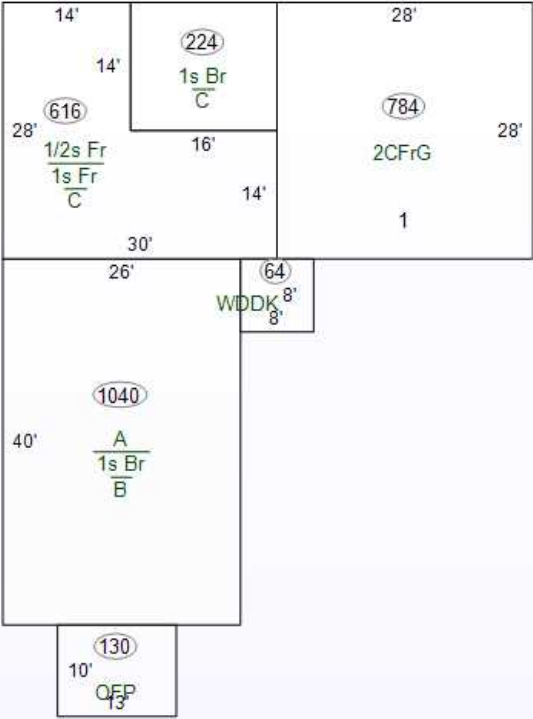 14'
28'
224
14'
1s Br
C
616
784
28'
28'
1/2s Fr
1s Fr
C
16'
2CFrG
14'
1
30'
26'
64
WDDK
8'
8'
1040
40'
A
1s Br
B
130
10'
OFP
13'